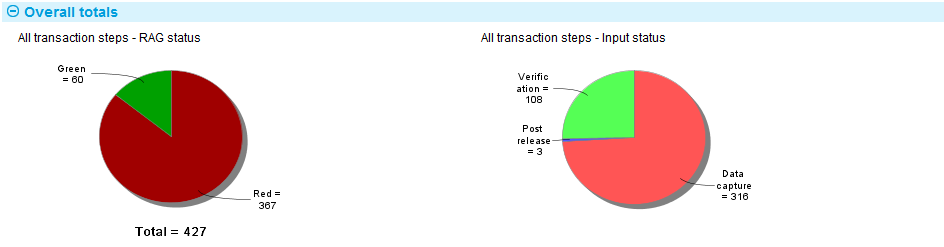 Overall totals
All transaction steps - RAG status
Green
= 60
Red =
367
Total = 427
All transaction steps - Input status
Verific
ation =
108
Post
release
= 3
Data
capture
= 316